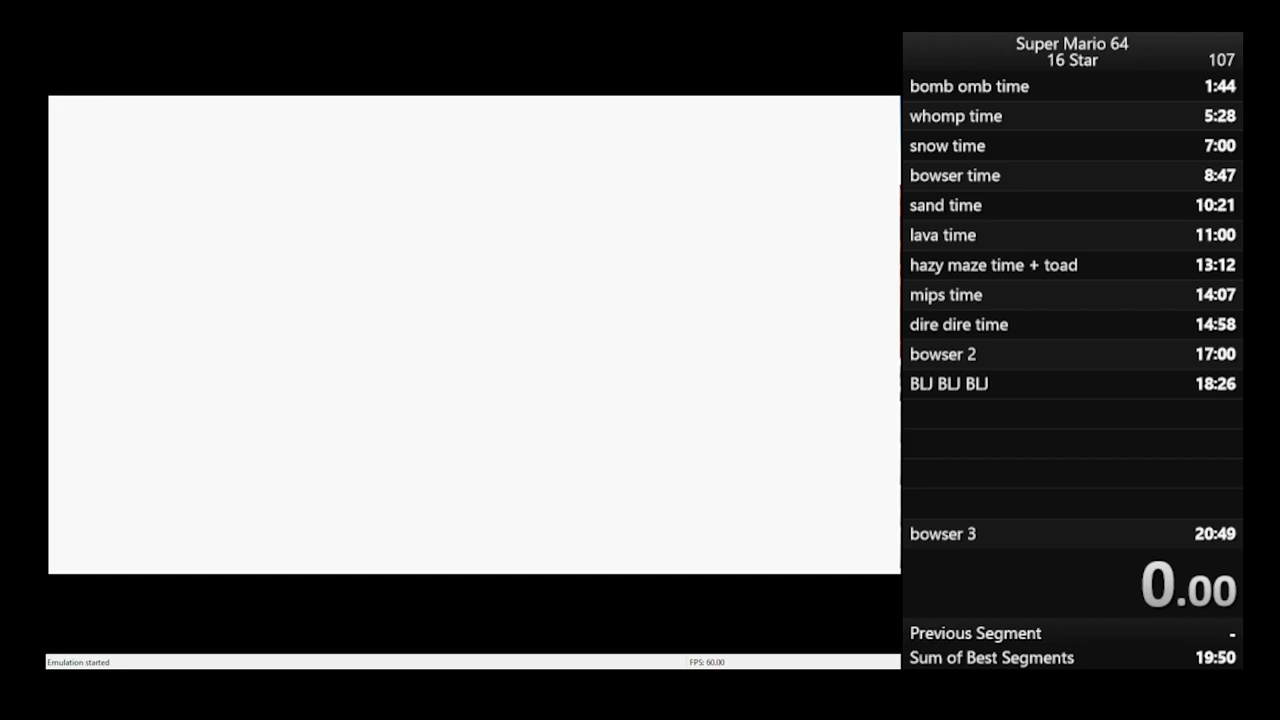 Super Mario 64
16 Star 107
bomb omb time 1:44
whomp time 5:28
snow time 7:00
bowser time 8:47
sand time 10:21
lava time 11:00
hazy maze time + toad 13:12
mips time 14:07
dire dire time 14:58
bowser 2 17:00
BLJ BLJ BLJ 18:26
bowser 3 20:49
0.00
Previous Segment -
Sum of Best Segments 19:50
Emulation started FPS: 60.00